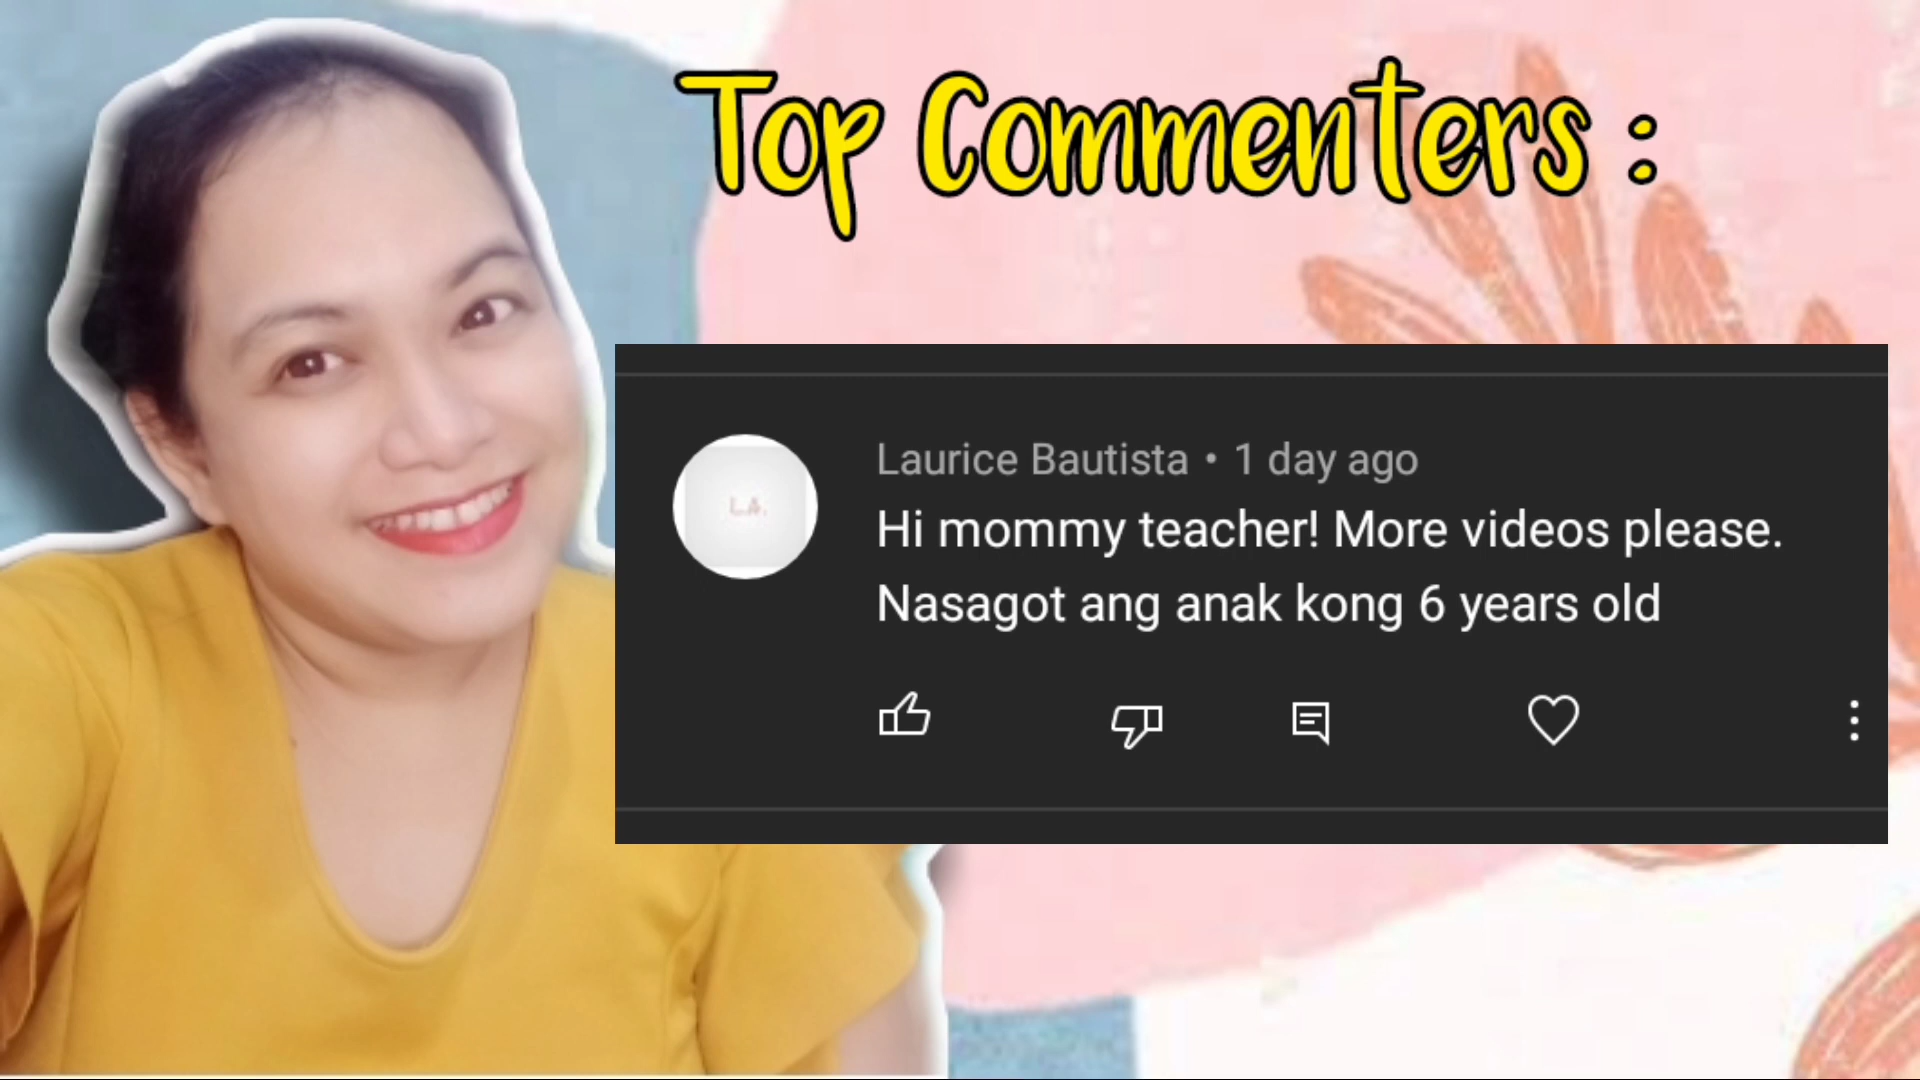 Top Commenters :
L.A.
Laurice Bautista • 1 day ago
Hi mommy teacher! More videos please.
Nasagot ang anak kong 6 years old